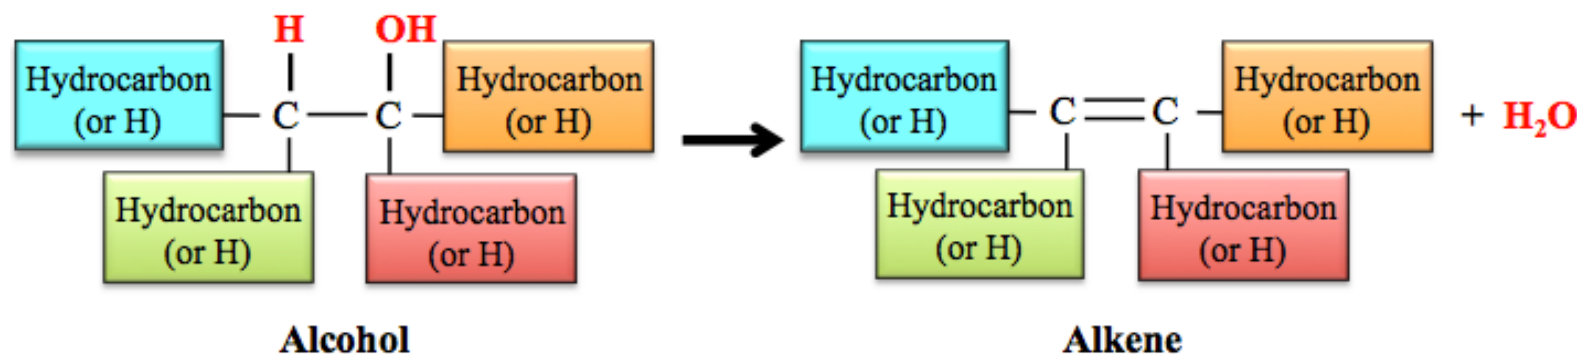 H OH
Hydrocarbon
(or H)
C
C
Hydrocarbon
(or H)
Hydrocarbon
(or H)
Hydrocarbon
(or H)
Alcohol
Hydrocarbon
(or H)
C
C
Hydrocarbon
(or H)
+ H₂O
Hydrocarbon
(or H)
Hydrocarbon
(or H)
Alkene